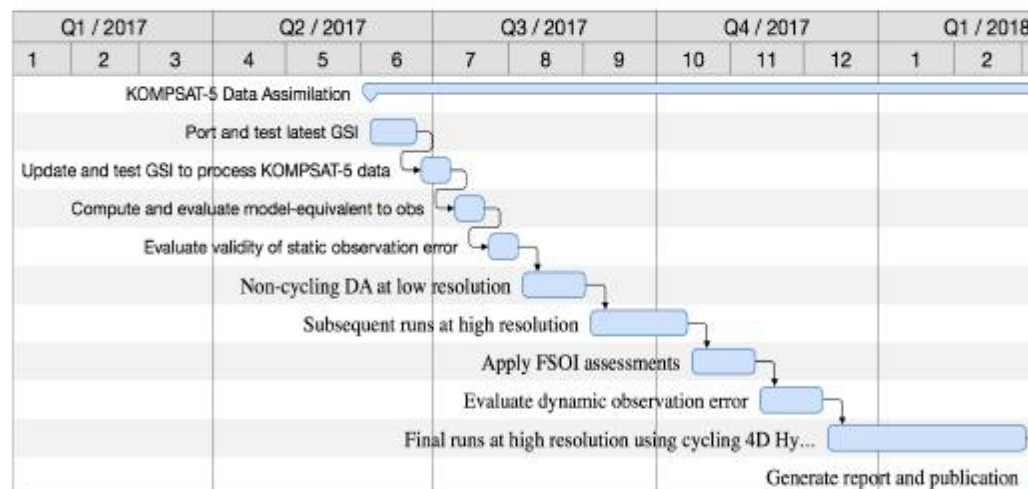 Q1 / 2017 Q2 / 2017 Q3 / 2017 Q4 / 2017 Q1 / 2018
1 2 3 4 5 6 7 8 9 10 11 12 1 2
KOMPSAT-5 Data Assimilation
Port and test latest GSI
Update and test GSI to process KOMPSAT-5 data
Compute and evaluate model-equivalent to obs
Evaluate validity of static observation error
Non-cycling DA at low resolution
Subsequent runs at high resolution
Apply FSOI assessments
Evaluate dynamic observation error
Final runs at high resolution using cycling 4D Hy...
Generate report and publication